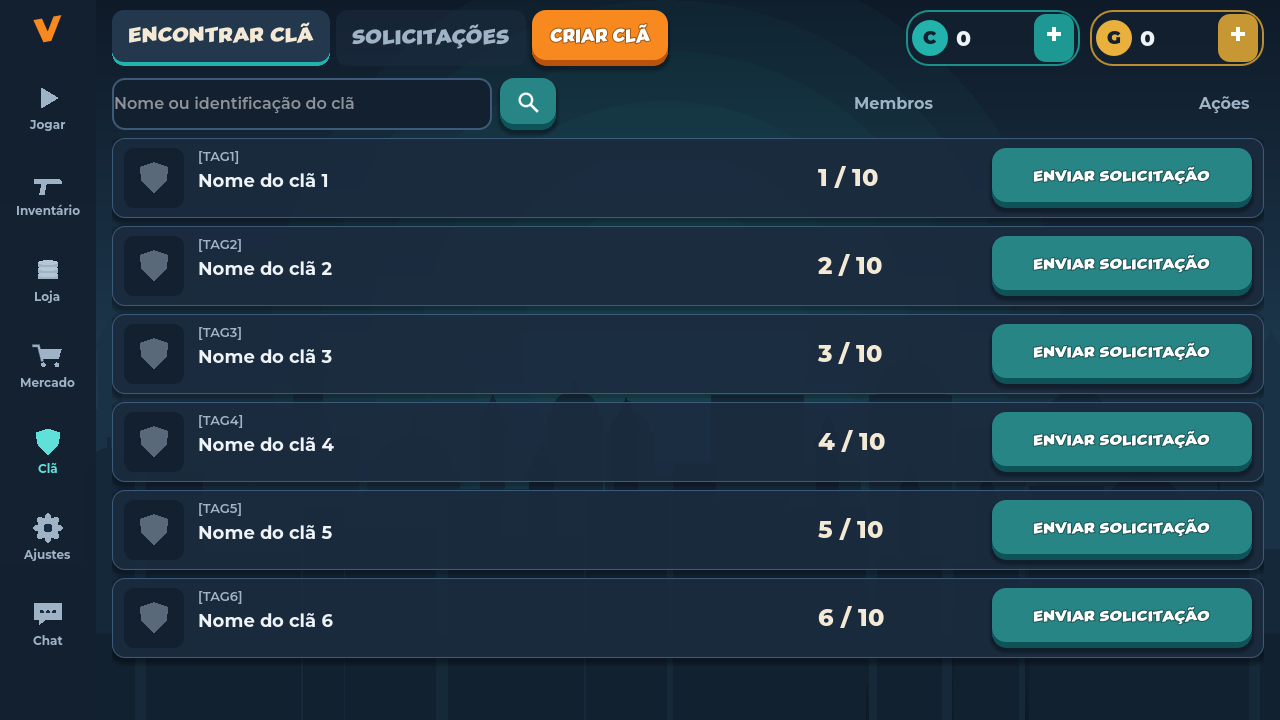 V
ENCONTRAR CLÃ
SOLICITAÇÕES
CRIAR CLÃ
C 0 +
G 0 +
Jogar
Inventário
Loja
Mercado
Clã
Ajustes
Chat
Nome ou identificação do clã
Membros
Ações
[TAG1]
Nome do clã 1
1 / 10
ENVIAR SOLICITAÇÃO
[TAG2]
Nome do clã 2
2 / 10
ENVIAR SOLICITAÇÃO
[TAG3]
Nome do clã 3
3 / 10
ENVIAR SOLICITAÇÃO
[TAG4]
Nome do clã 4
4 / 10
ENVIAR SOLICITAÇÃO
[TAG5]
Nome do clã 5
5 / 10
ENVIAR SOLICITAÇÃO
[TAG6]
Nome do clã 6
6 / 10
ENVIAR SOLICITAÇÃO